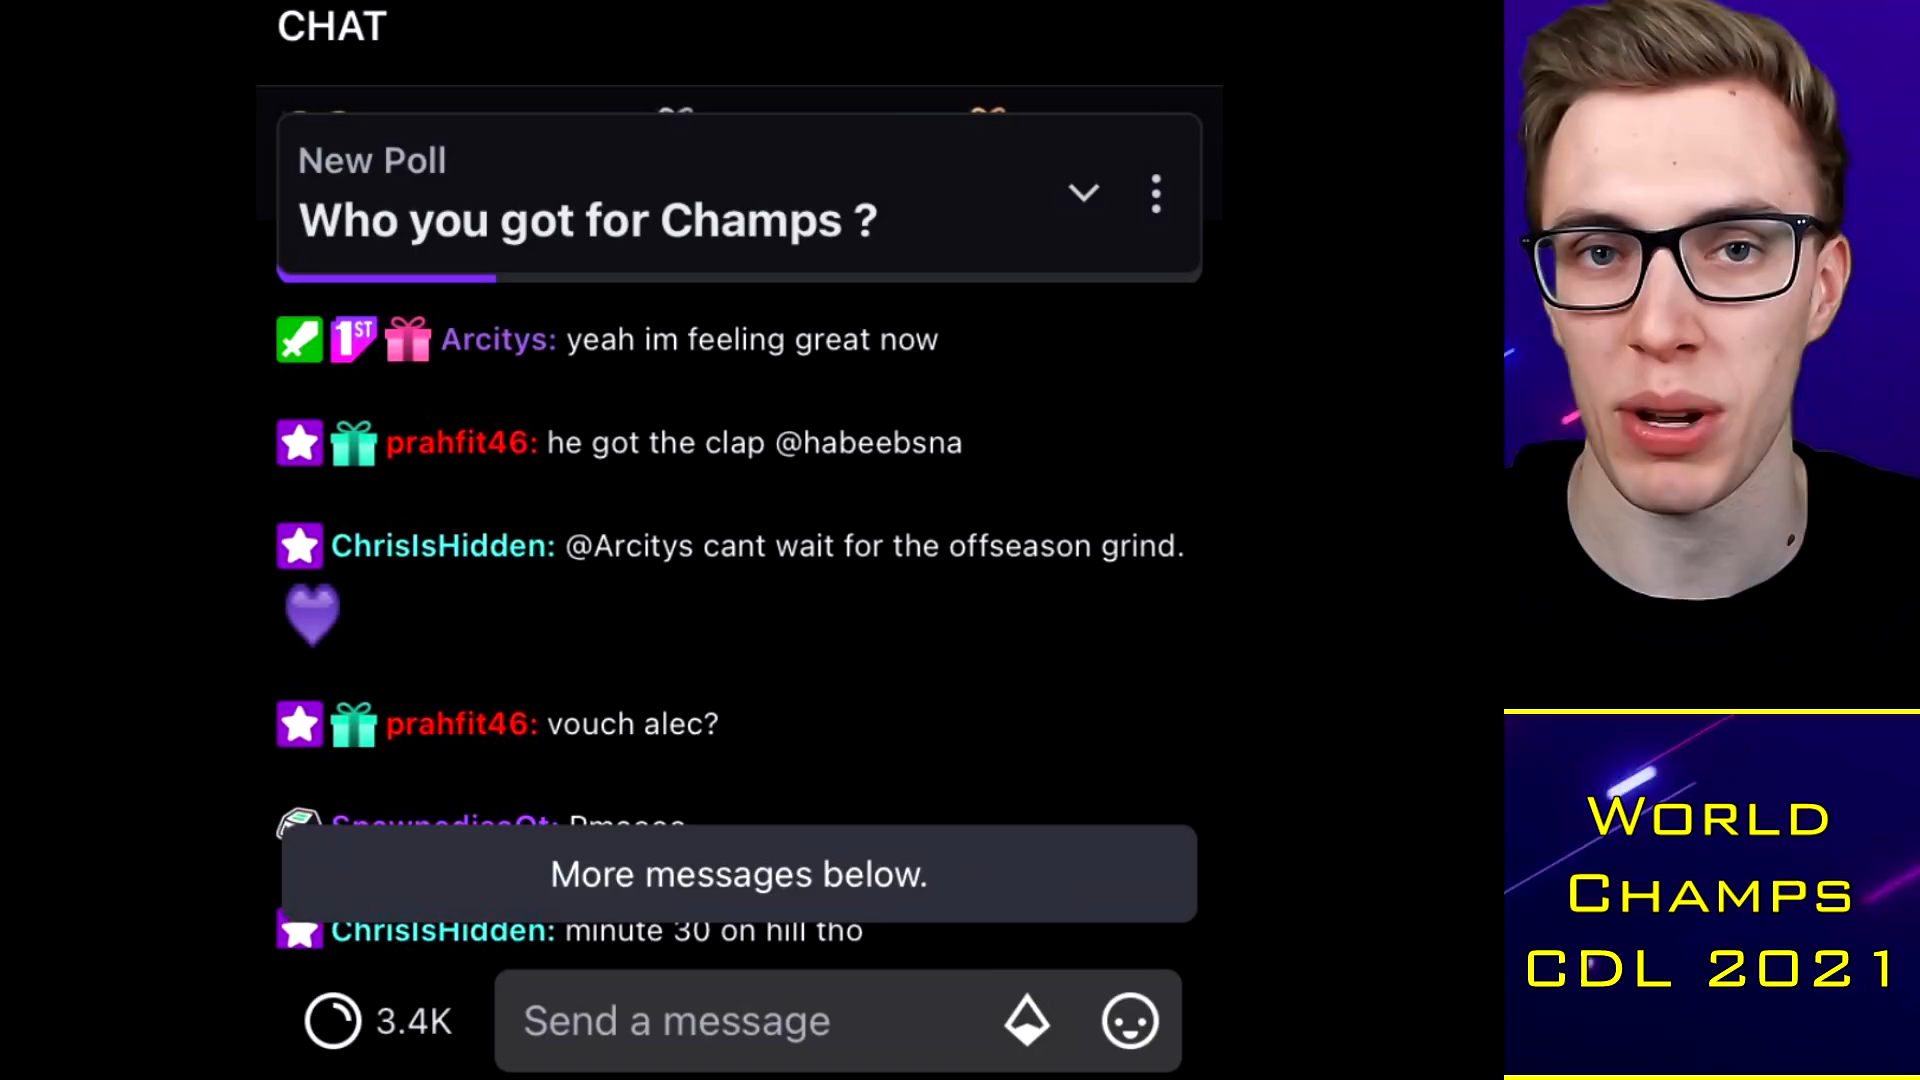 CHAT
New Poll
Who you got for Champs ?
1ST Arcitys: yeah im feeling great now
prahfit46: he got the clap @habeebsna
ChrisIsHidden: @Arcitys cant wait for the offseason grind.
prahfit46: vouch alec?
More messages below.
ChrisIsHidden: minute 30 on hill tho
3.4K
Send a message
WORLD
CHAMPS
CDL 2021